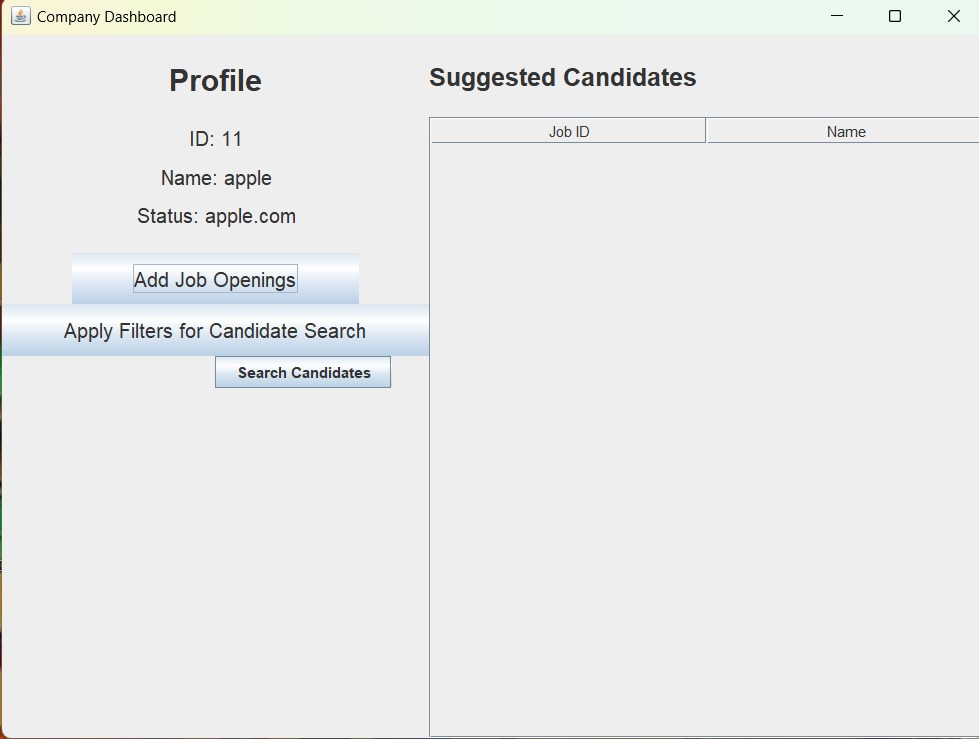 Company Dashboard
Profile
ID: 11
Name: apple
Status: apple.com
Add Job Openings
Apply Filters for Candidate Search
Search Candidates
Suggested Candidates
Job ID Name